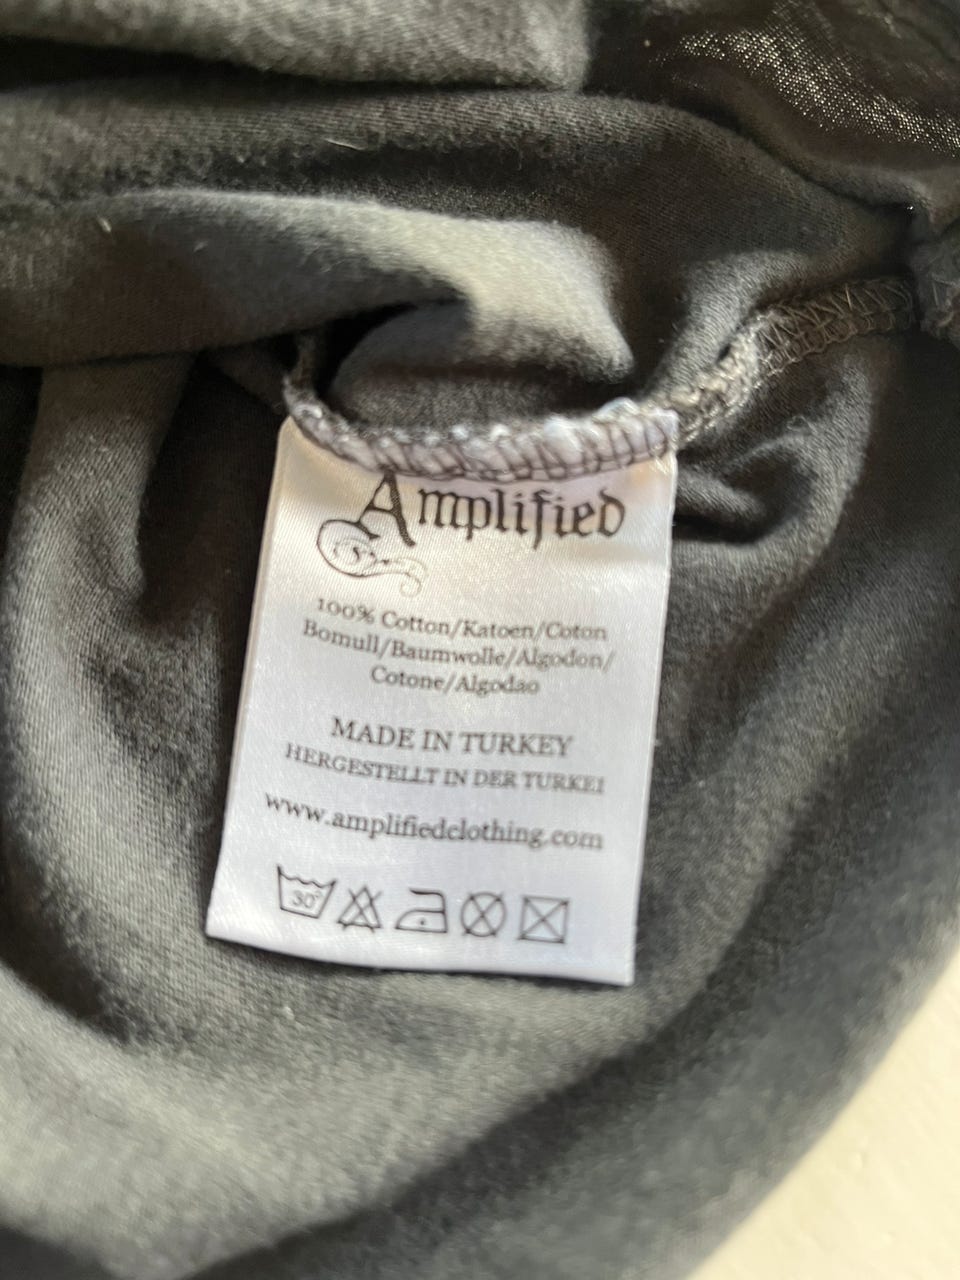 Amplified
100% Cotton/Katoen/Coton
Bomull/Baumwolle/Algodon/
Cotone/Algodao
MADE IN TURKEY
HERGESTELLT IN DER TURKEI
www.amplifiedclothing.com
30°